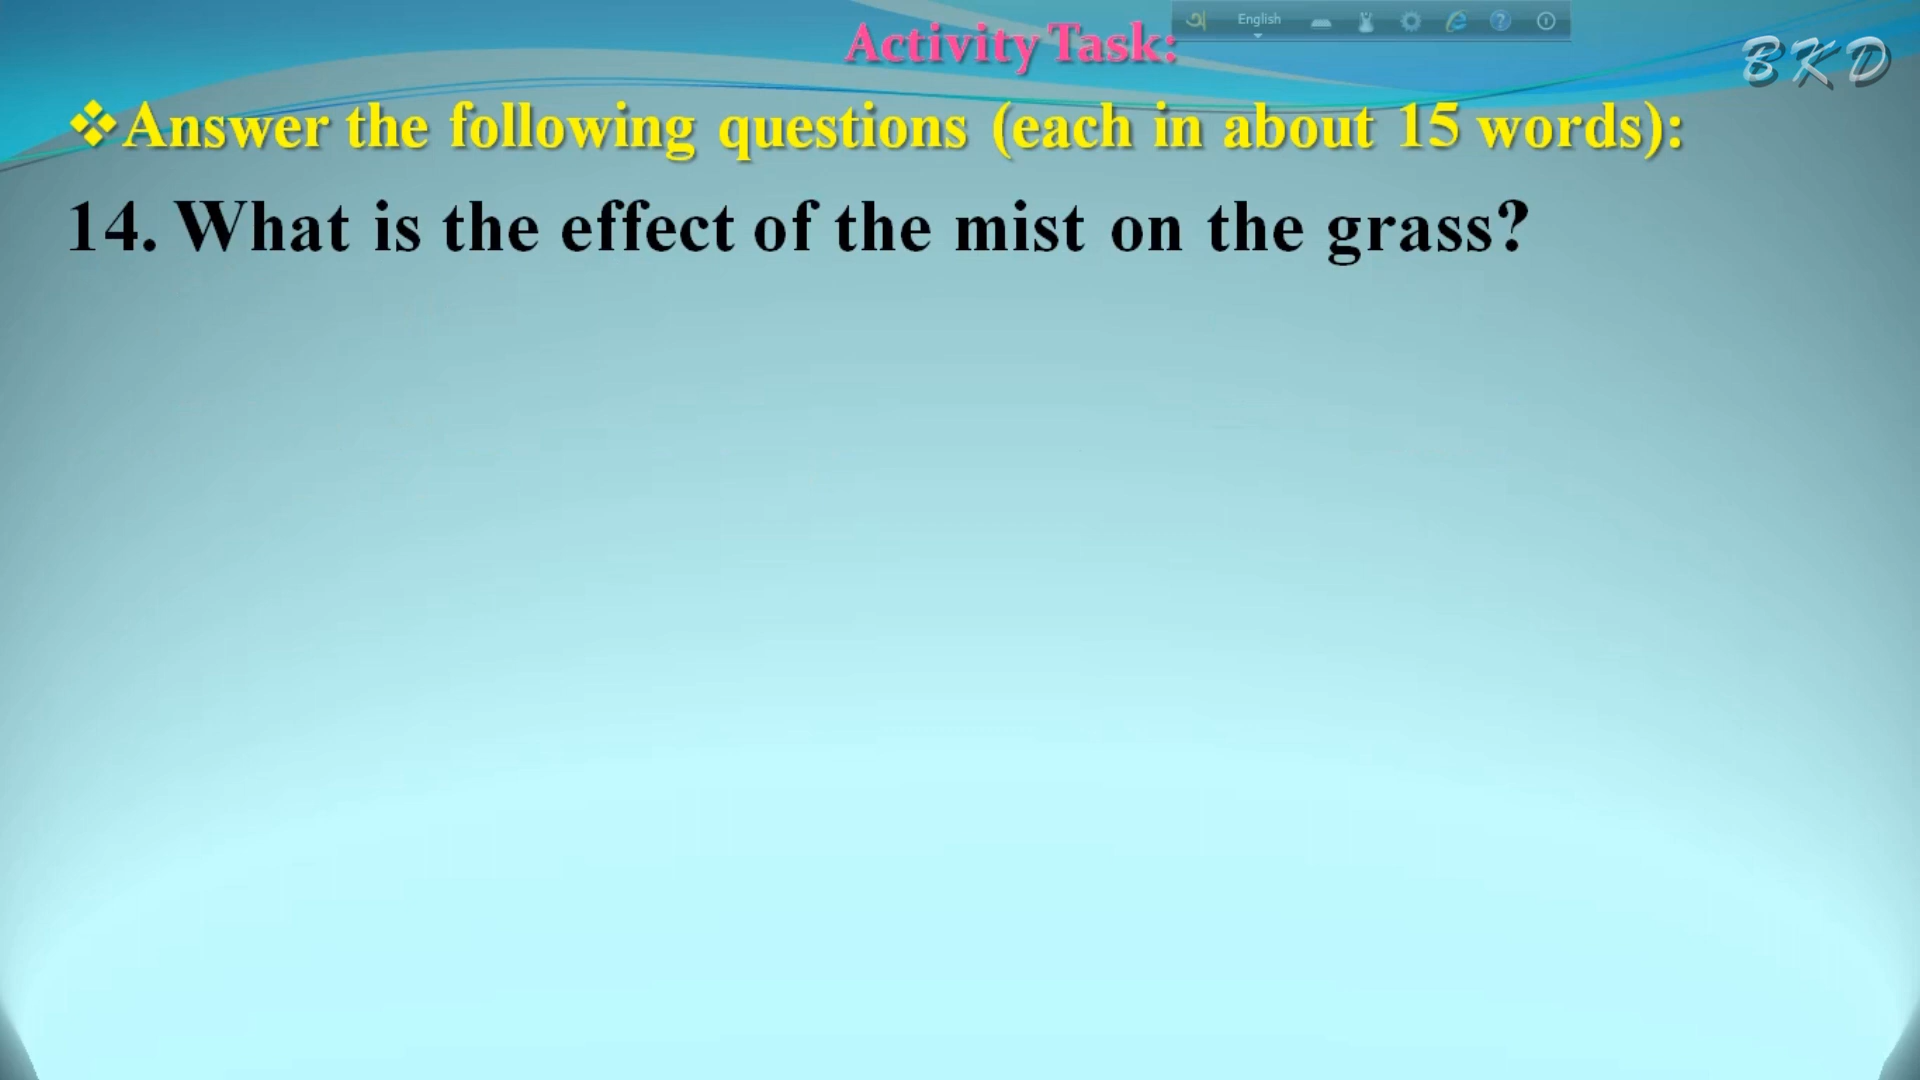 Activity Task:
English
BKD
❖Answer the following questions (each in about 15 words):
14. What is the effect of the mist on the grass?